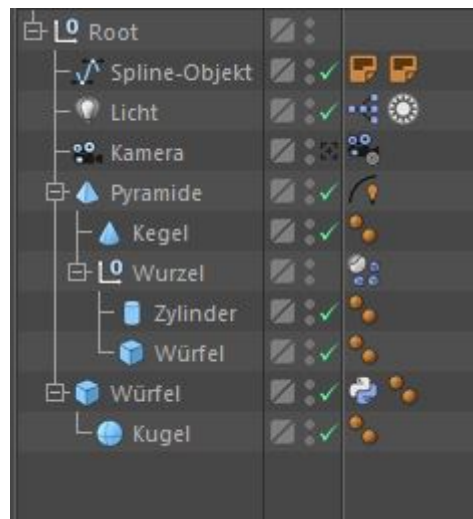 Root
Spline-Objekt
Licht
Kamera
Pyramide
Kegel
Wurzel
Zylinder
Würfel
Würfel
Kugel